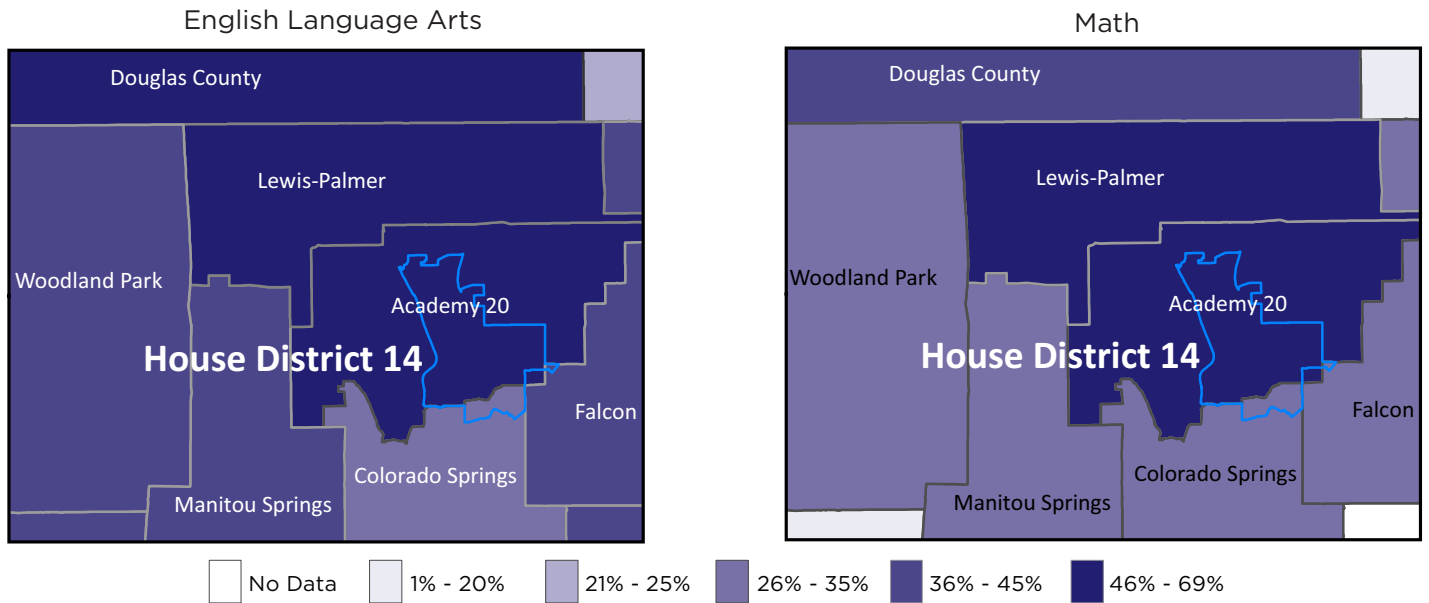 English Language Arts
Math
Douglas County
Lewis-Palmer
Woodland Park
Academy 20
House District 14
Falcon
Colorado Springs
Manitou Springs
Douglas County
Lewis-Palmer
Woodland Park
Academy 20
House District 14
Falcon
Colorado Springs
Manitou Springs
No Data
1% - 20%
21% - 25%
26% - 35%
36% - 45%
46% - 69%